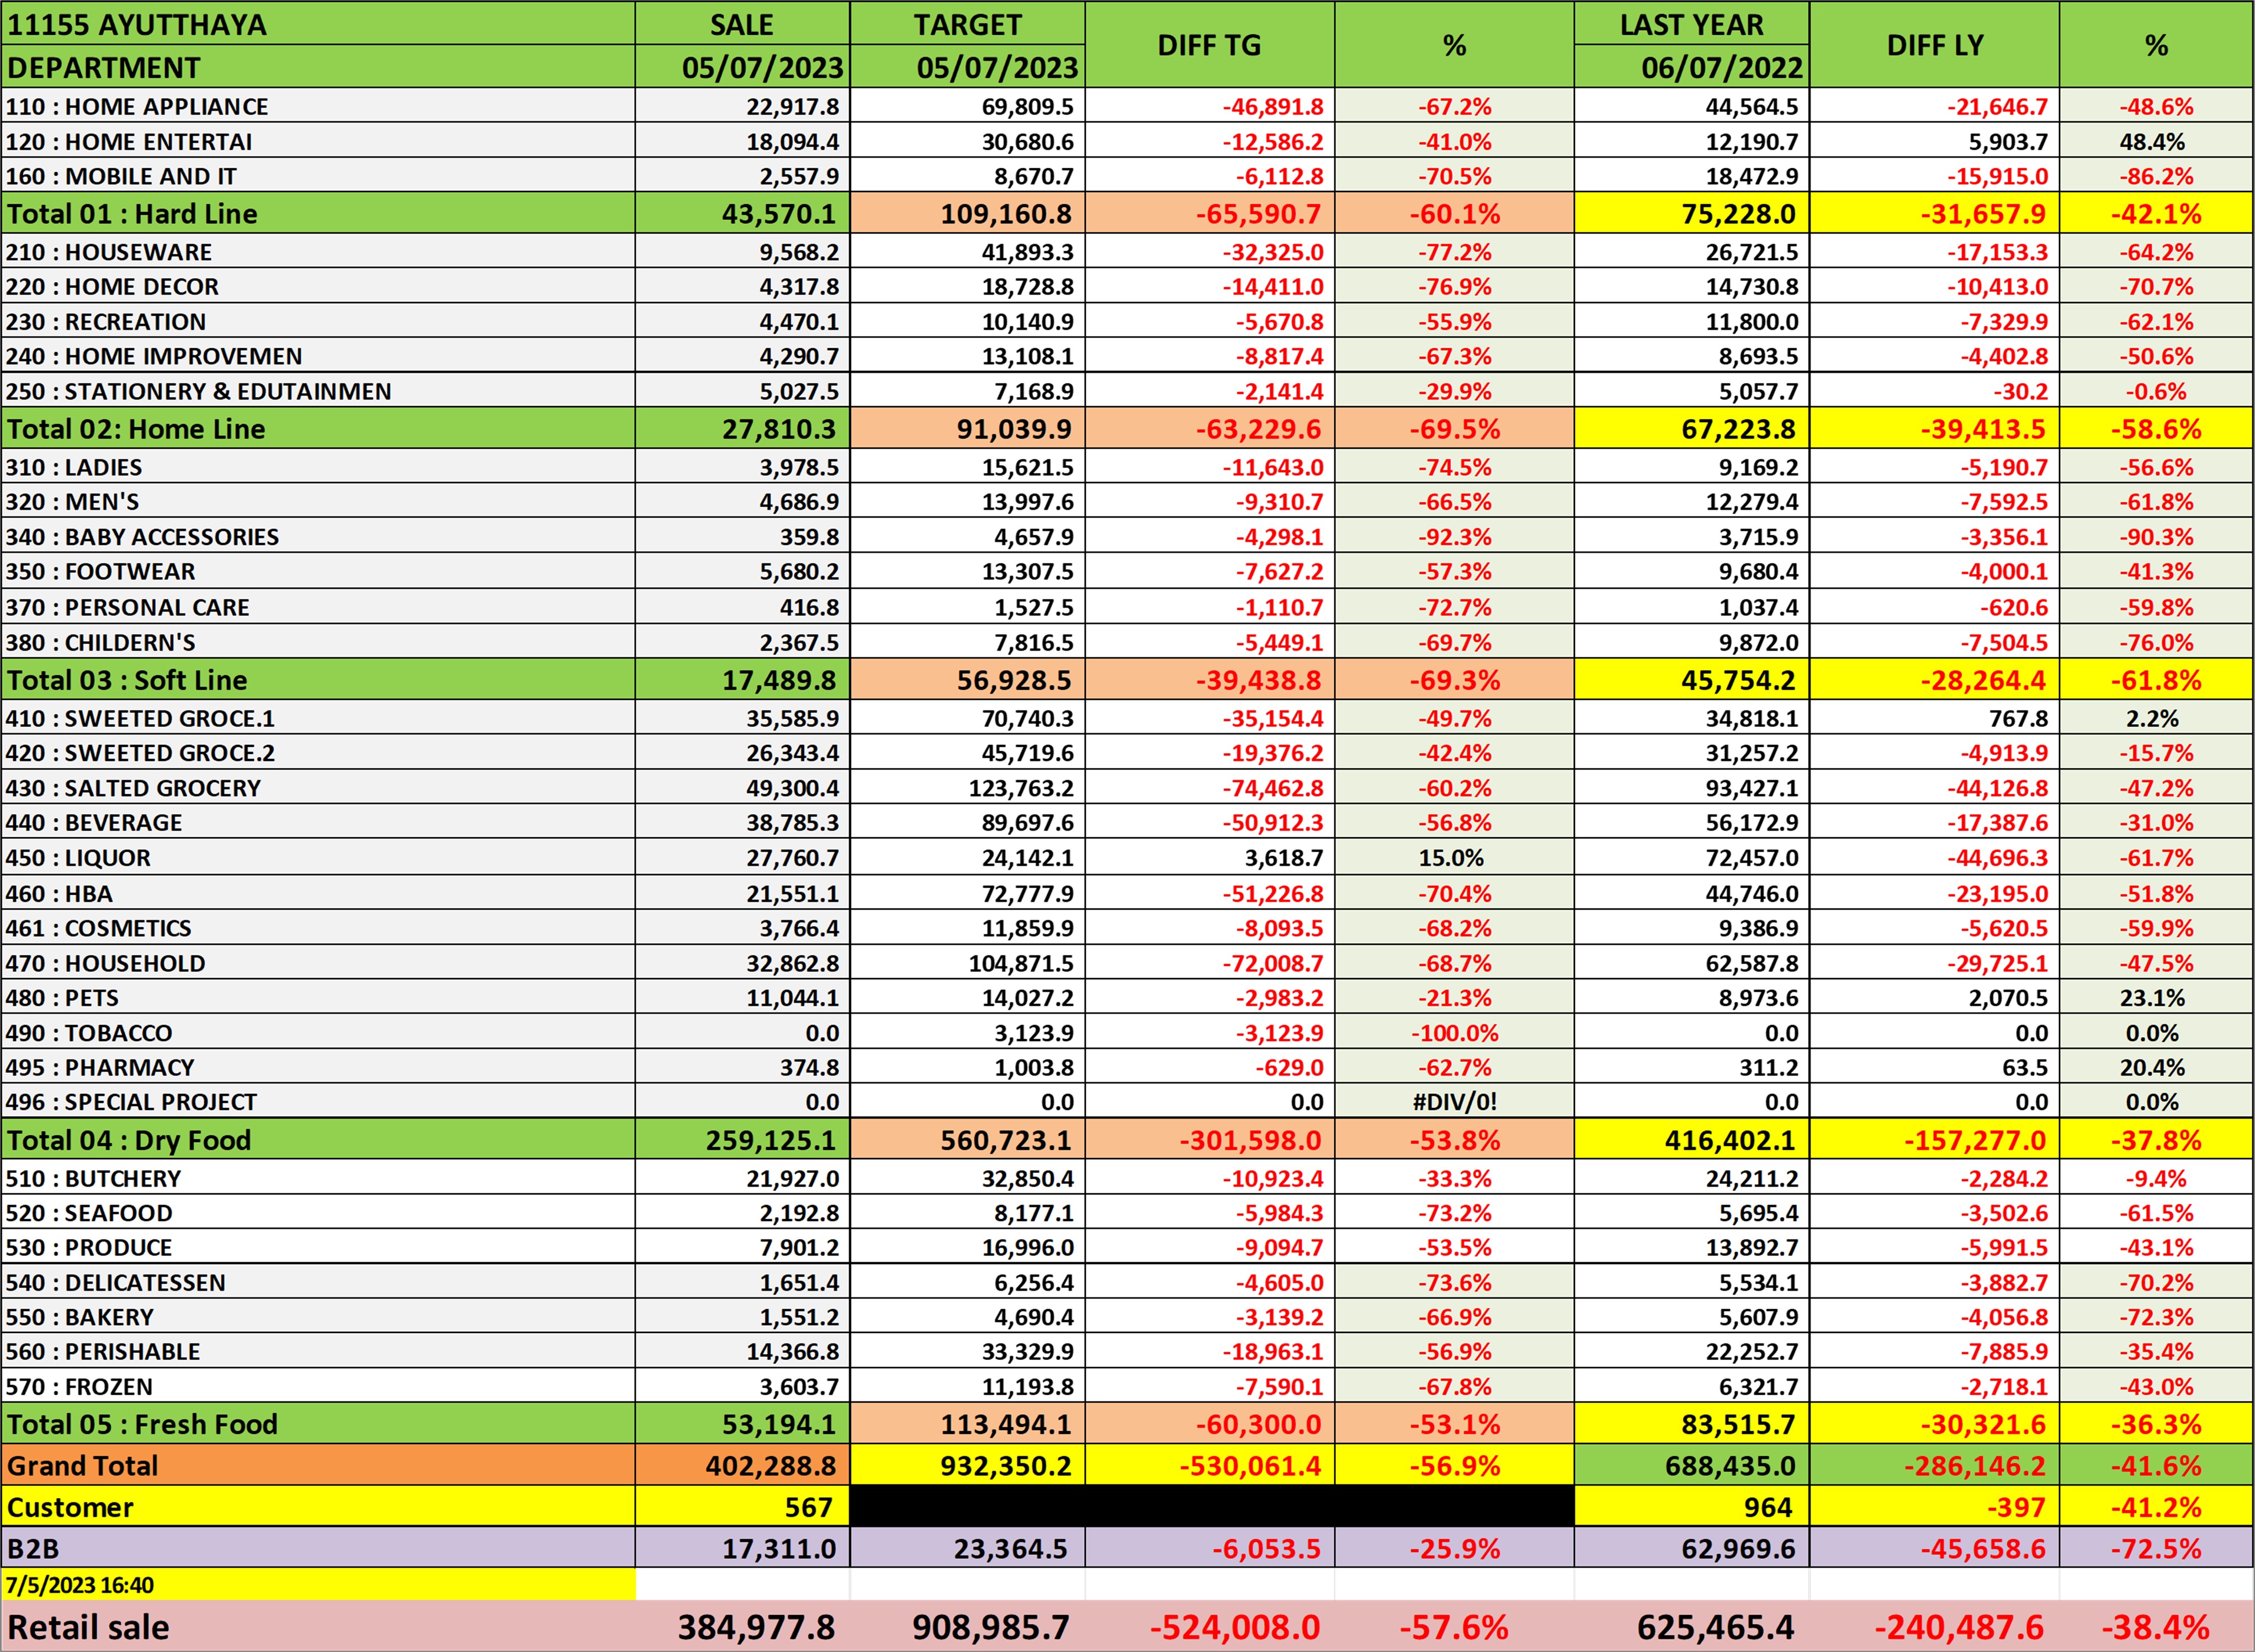 11155 AYUTTHAYA SALE TARGET DIFF TG % LAST YEAR DIFF LY %
DEPARTMENT 05/07/2023 05/07/2023 06/07/2022
110 : HOME APPLIANCE 22,917.8 69,809.5 -46,891.8 -67.2% 44,564.5 -21,646.7 -48.6%
120 : HOME ENTERTAI 18,094.4 30,680.6 -12,586.2 -41.0% 12,190.7 5,903.7 48.4%
160 : MOBILE AND IT 2,557.9 8,670.7 -6,112.8 -70.5% 18,472.9 -15,915.0 -86.2%
Total 01 : Hard Line 43,570.1 109,160.8 -65,590.7 -60.1% 75,228.0 -31,657.9 -42.1%
210 : HOUSEWARE 9,568.2 41,893.3 -32,325.0 -77.2% 26,721.5 -17,153.3 -64.2%
220 : HOME DECOR 4,317.8 18,728.8 -14,411.0 -76.9% 14,730.8 -10,413.0 -70.7%
230 : RECREATION 4,470.1 10,140.9 -5,670.8 -55.9% 11,800.0 -7,329.9 -62.1%
240 : HOME IMPROVEMEN 4,290.7 13,108.1 -8,817.4 -67.3% 8,693.5 -4,402.8 -50.6%
250 : STATIONERY & EDUTAINMEN 5,027.5 7,168.9 -2,141.4 -29.9% 5,057.7 -30.2 -0.6%
Total 02: Home Line 27,810.3 91,039.9 -63,229.6 -69.5% 67,223.8 -39,413.5 -58.6%
310 : LADIES 3,978.5 15,621.5 -11,643.0 -74.5% 9,169.2 -5,190.7 -56.6%
320 : MEN'S 4,686.9 13,997.6 -9,310.7 -66.5% 12,279.4 -7,592.5 -61.8%
340 : BABY ACCESSORIES 359.8 4,657.9 -4,298.1 -92.3% 3,715.9 -3,356.1 -90.3%
350 : FOOTWEAR 5,680.2 13,307.5 -7,627.2 -57.3% 9,680.4 -4,000.1 -41.3%
370 : PERSONAL CARE 416.8 1,527.5 -1,110.7 -72.7% 1,037.4 -620.6 -59.8%
380 : CHILDERN'S 2,367.5 7,816.5 -5,449.1 -69.7% 9,872.0 -7,504.5 -76.0%
Total 03 : Soft Line 17,489.8 56,928.5 -39,438.8 -69.3% 45,754.2 -28,264.4 -61.8%
410 : SWEETED GROCE.1 35,585.9 70,740.3 -35,154.4 -49.7% 34,818.1 767.8 2.2%
420 : SWEETED GROCE.2 26,343.4 45,719.6 -19,376.2 -42.4% 31,257.2 -4,913.9 -15.7%
430 : SALTED GROCERY 49,300.4 123,763.2 -74,462.8 -60.2% 93,427.1 -44,126.8 -47.2%
440 : BEVERAGE 38,785.3 89,697.6 -50,912.3 -56.8% 56,172.9 -17,387.6 -31.0%
450 : LIQUOR 27,760.7 24,142.1 3,618.7 15.0% 72,457.0 -44,696.3 -61.7%
460 : HBA 21,551.1 72,777.9 -51,226.8 -70.4% 44,746.0 -23,195.0 -51.8%
461 : COSMETICS 3,766.4 11,859.9 -8,093.5 -68.2% 9,386.9 -5,620.5 -59.9%
470 : HOUSEHOLD 32,862.8 104,871.5 -72,008.7 -68.7% 62,587.8 -29,725.1 -47.5%
480 : PETS 11,044.1 14,027.2 -2,983.2 -21.3% 8,973.6 2,070.5 23.1%
490 : TOBACCO 0.0 3,123.9 -3,123.9 -100.0% 0.0 0.0 0.0%
495 : PHARMACY 374.8 1,003.8 -629.0 -62.7% 311.2 63.5 20.4%
496 : SPECIAL PROJECT 0.0 0.0 0.0 #DIV/0! 0.0 0.0 0.0%
Total 04 : Dry Food 259,125.1 560,723.1 -301,598.0 -53.8% 416,402.1 -157,277.0 -37.8%
510 : BUTCHERY 21,927.0 32,850.4 -10,923.4 -33.3% 24,211.2 -2,284.2 -9.4%
520 : SEAFOOD 2,192.8 8,177.1 -5,984.3 -73.2% 5,695.4 -3,502.6 -61.5%
530 : PRODUCE 7,901.2 16,996.0 -9,094.7 -53.5% 13,892.7 -5,991.5 -43.1%
540 : DELICATESSEN 1,651.4 6,256.4 -4,605.0 -73.6% 5,534.1 -3,882.7 -70.2%
550 : BAKERY 1,551.2 4,690.4 -3,139.2 -66.9% 5,607.9 -4,056.8 -72.3%
560 : PERISHABLE 14,366.8 33,329.9 -18,963.1 -56.9% 22,252.7 -7,885.9 -35.4%
570 : FROZEN 3,603.7 11,193.8 -7,590.1 -67.8% 6,321.7 -2,718.1 -43.0%
Total 05 : Fresh Food 53,194.1 113,494.1 -60,300.0 -53.1% 83,515.7 -30,321.6 -36.3%
Grand Total 402,288.8 932,350.2 -530,061.4 -56.9% 688,435.0 -286,146.2 -41.6%
Customer 567 964 -397 -41.2%
B2B 17,311.0 23,364.5 -6,053.5 -25.9% 62,969.6 -45,658.6 -72.5%
7/5/2023 16:40
Retail sale 384,977.8 908,985.7 -524,008.0 -57.6% 625,465.4 -240,487.6 -38.4%